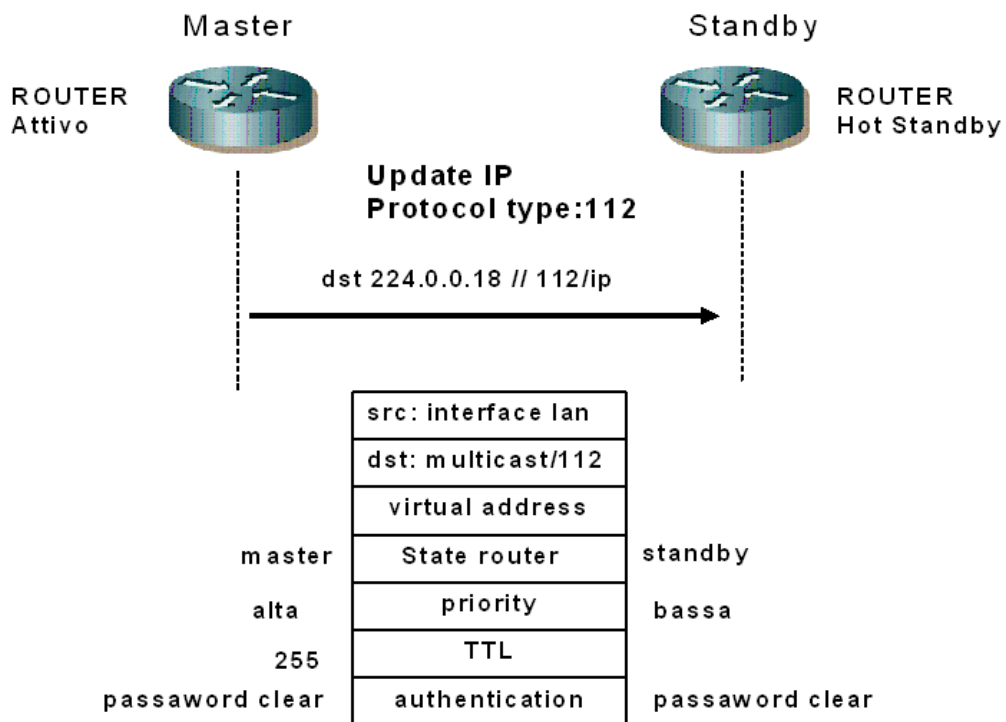 Master
Standby
ROUTER
Attivo
ROUTER
Hot Standby
Update IP
Protocol type:112
dst 224.0.0.18 // 112/ip
src: interface lan
dst: multicast/112
virtual address
master
State router
standby
alta
priority
bassa
255
TTL
passaword clear
authentication
passaword clear